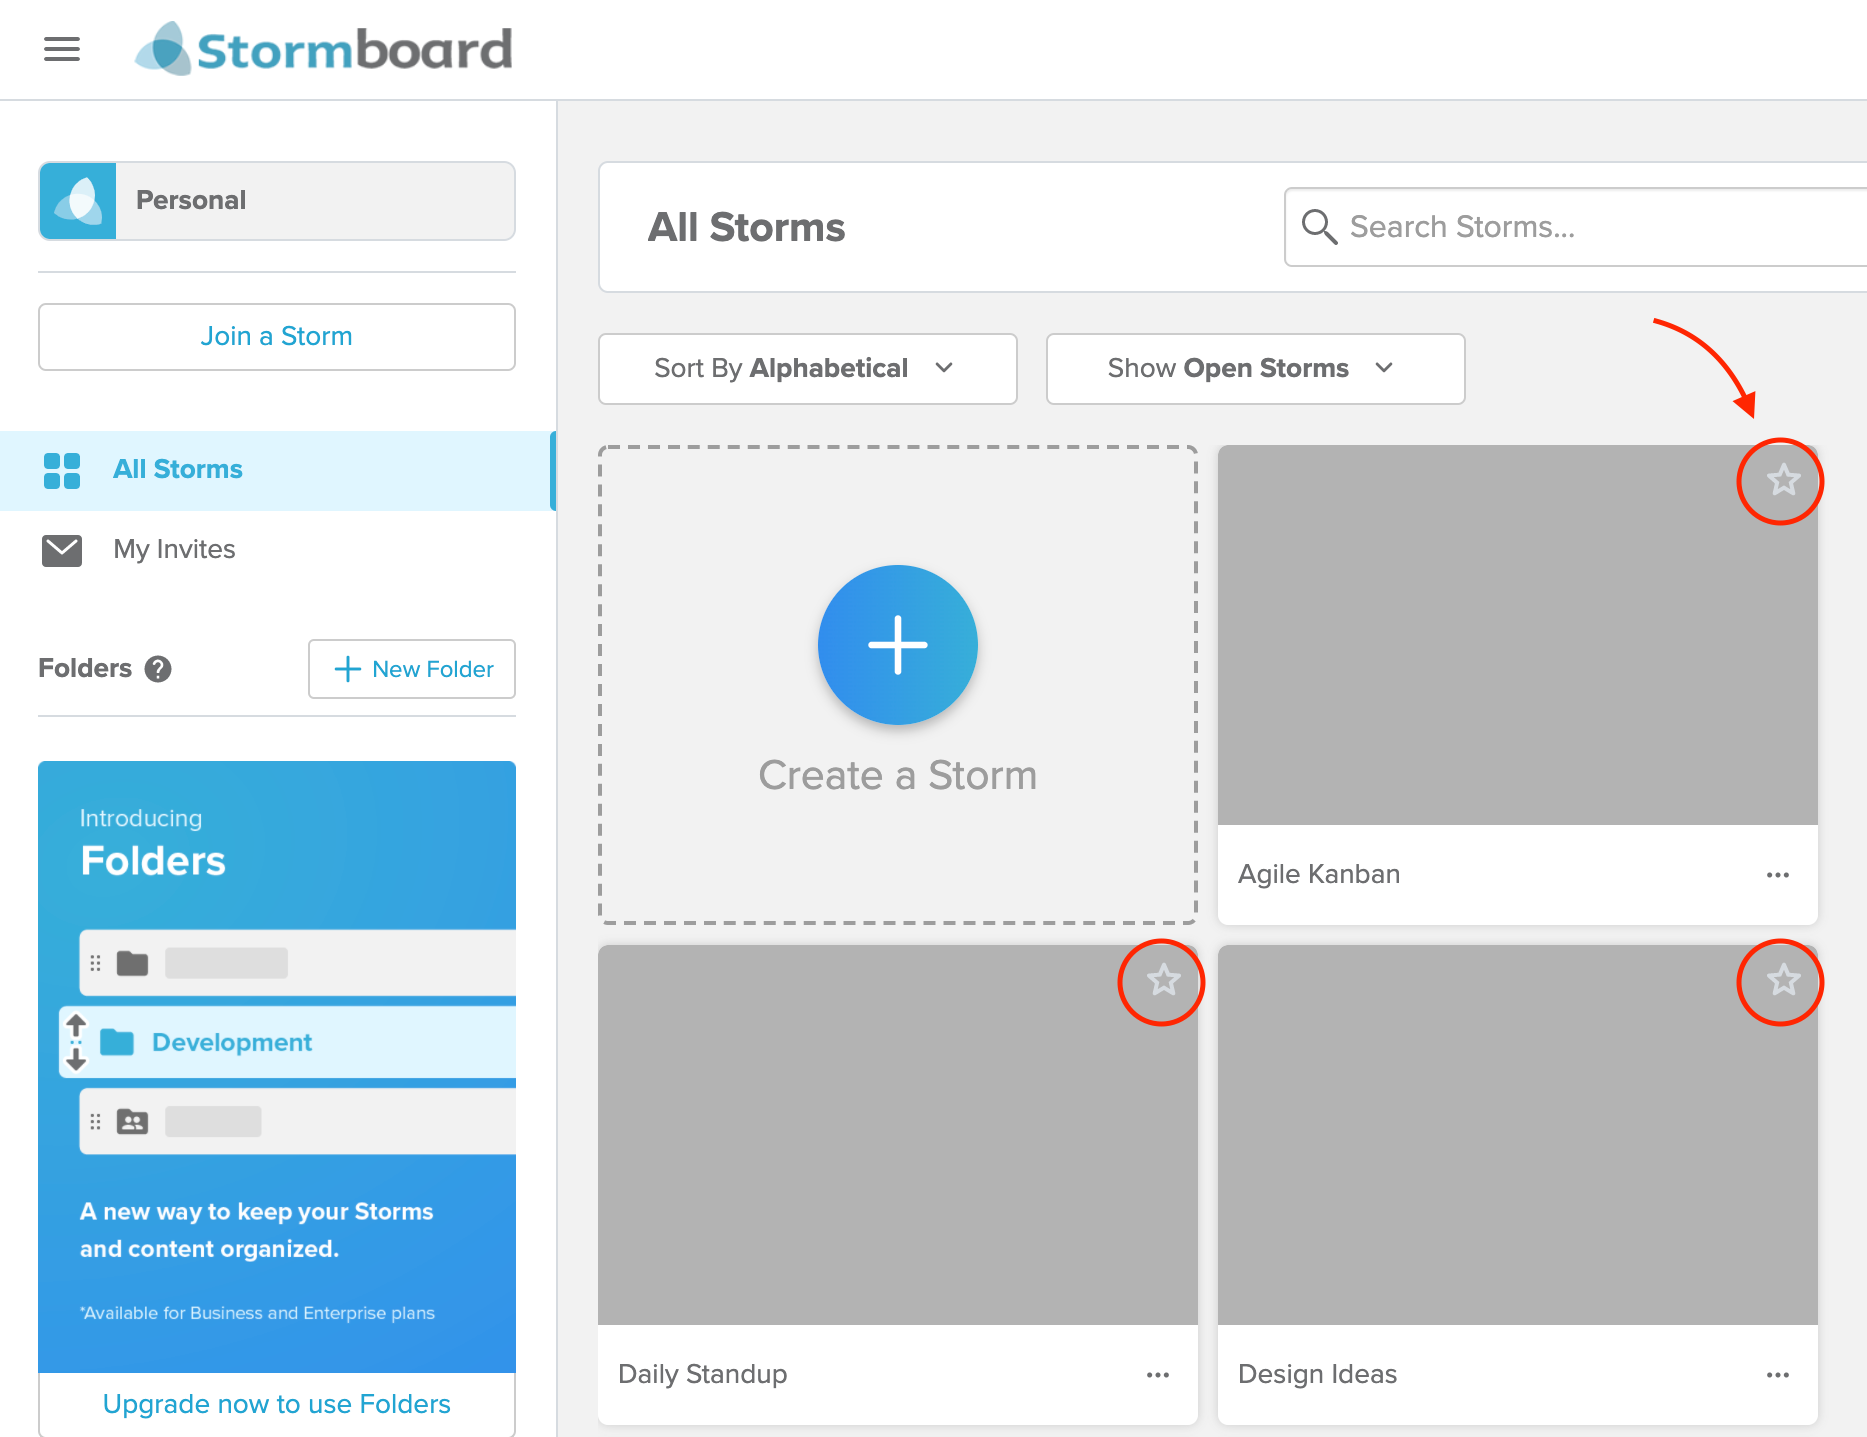 Stormboard
Personal
Join a Storm
All Storms
My Invites
Folders ?
New Folder
Introducing
Folders
Development
A new way to keep your Storms
and content organized.
*Available for Business and Enterprise plans
Upgrade now to use Folders
All Storms
Search Storms...
Sort By Alphabetical
Show Open Storms
Create a Storm
Agile Kanban
Daily Standup
Design Ideas